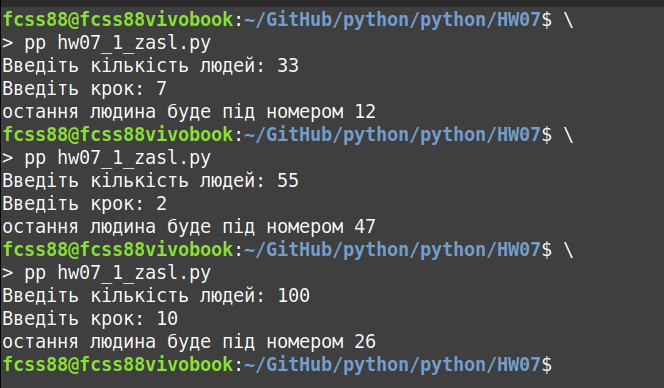 fcss88@fcss88vivobook:~/GitHub/python/python/HW07$ \
> pp hw07_1_zasl.py
Введіть кількість людей: 33
Введіть крок: 7
остання людина буде під номером 12
fcss88@fcss88vivobook:~/GitHub/python/python/HW07$ \
> pp hw07_1_zasl.py
Введіть кількість людей: 55
Введіть крок: 2
остання людина буде під номером 47
fcss88@fcss88vivobook:~/GitHub/python/python/HW07$ \
> pp hw07_1_zasl.py
Введіть кількість людей: 100
Введіть крок: 10
остання людина буде під номером 26
fcss88@fcss88vivobook:~/GitHub/python/python/HW07$